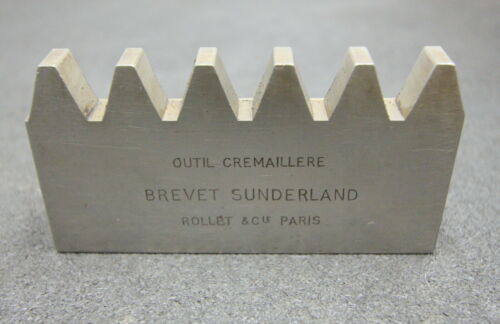 OUTIL CREMAILLERE
BREVET SUNDERLAND
ROLLET & Cie PARIS